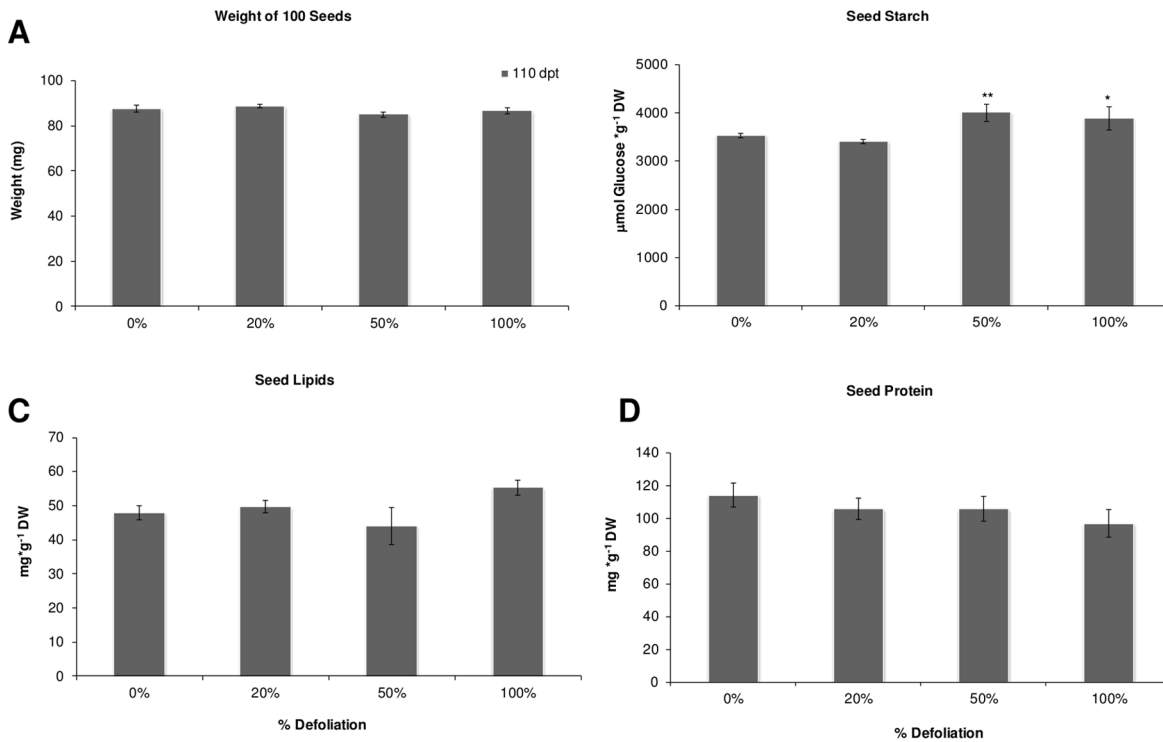 Weight of 100 Seeds
A
■ 110 dpt
Weight (mg)
100
80
60
40
20
0
0% 20% 50% 100%
Seed Starch
µmol Glucose *g⁻¹ DW
5000
4000
3000
2000
1000
0
** *
0% 20% 50% 100%
Seed Lipids
C
mg*g⁻¹ DW
70
60
50
40
30
20
10
0
0% 20% 50% 100%
% Defoliation
Seed Protein
D
mg *g⁻¹ DW
140
120
100
80
60
40
20
0
0% 20% 50% 100%
% Defoliation